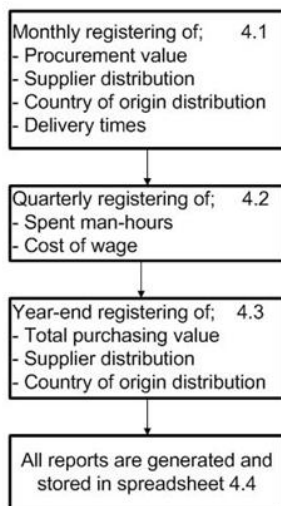 Monthly registering of; 4.1
- Procurement value
- Supplier distribution
- Country of origin distribution
- Delivery times
Quarterly registering of; 4.2
- Spent man-hours
- Cost of wage
Year-end registering of; 4.3
- Total purchasing value
- Supplier distribution
- Country of origin distribution
All reports are generated and
stored in spreadsheet 4.4